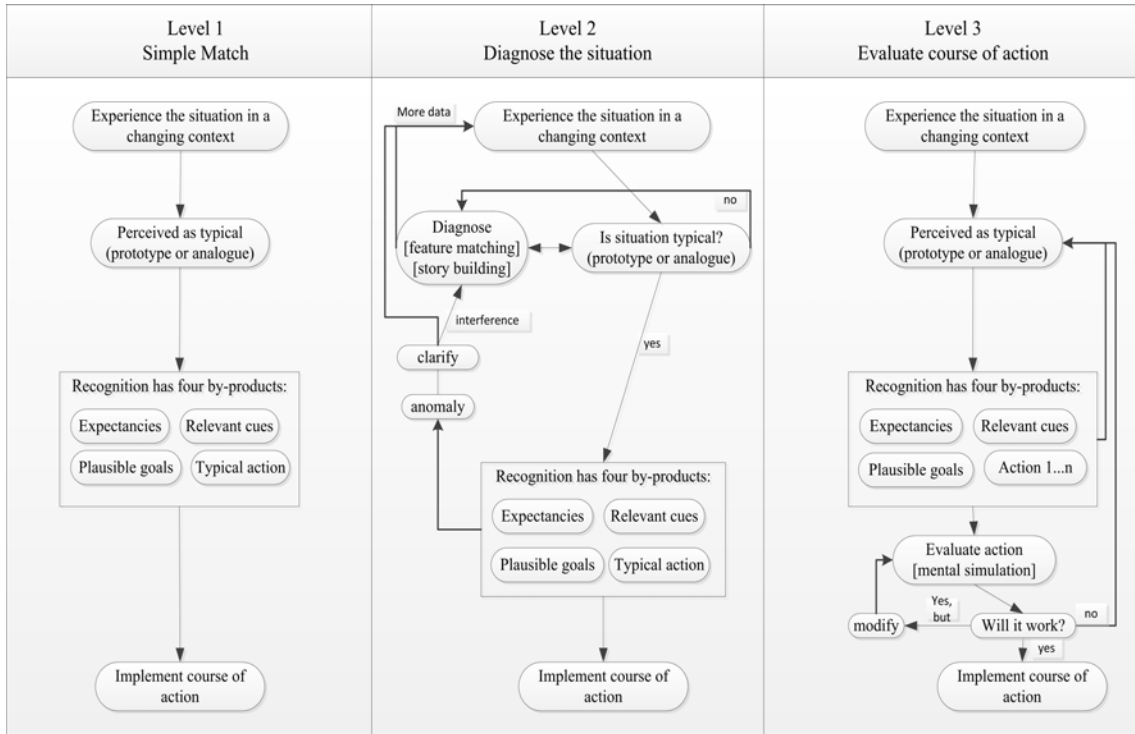 Level 1
Simple Match
Experience the situation in a
changing context
Perceived as typical
(prototype or analogue)
Recognition has four by-products:
Expectancies
Relevant cues
Plausible goals
Typical action
Implement course of
action
Level 2
Diagnose the situation
More data
Experience the situation in a
changing context
no
Diagnose
[feature matching]
[story building]
Is situation typical?
(prototype or analogue)
interference
yes
clarify
anomaly
Recognition has four by-products:
Expectancies
Relevant cues
Plausible goals
Typical action
Implement course of
action
Level 3
Evaluate course of action
Experience the situation in a
changing context
Perceived as typical
(prototype or analogue)
Recognition has four by-products:
Expectancies
Relevant cues
Plausible goals
Action 1...n
Evaluate action
[mental simulation]
Yes,
but
no
modify
Will it work?
yes
Implement course of
action